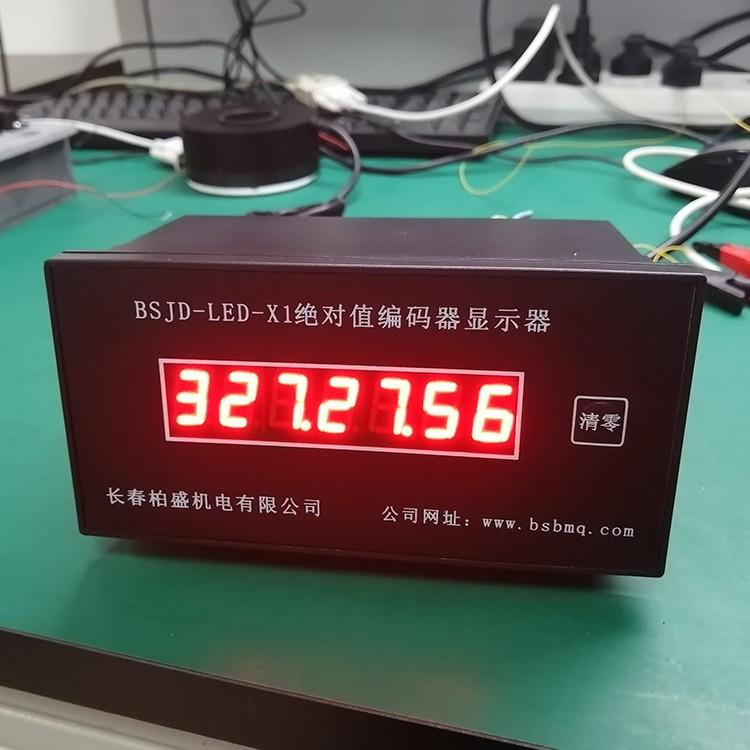 BSJD-LED-X1绝对值编码器显示器
327.27.56
清零
长春柏盛机电有限公司
公司网址：www.bsbmq.com